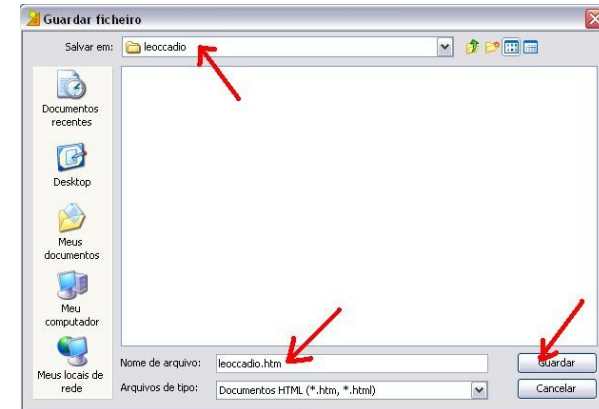 Guardar ficheiro
Salvar em:
leoccadio
Documentos
recentes
Desktop
Meus
documentos
Meu
computador
Meus locais de
rede
Nome de arquivo:
leoccadio.htm
Guardar
Arquivos de tipo:
Documentos HTML (*.htm, *.html)
Cancelar